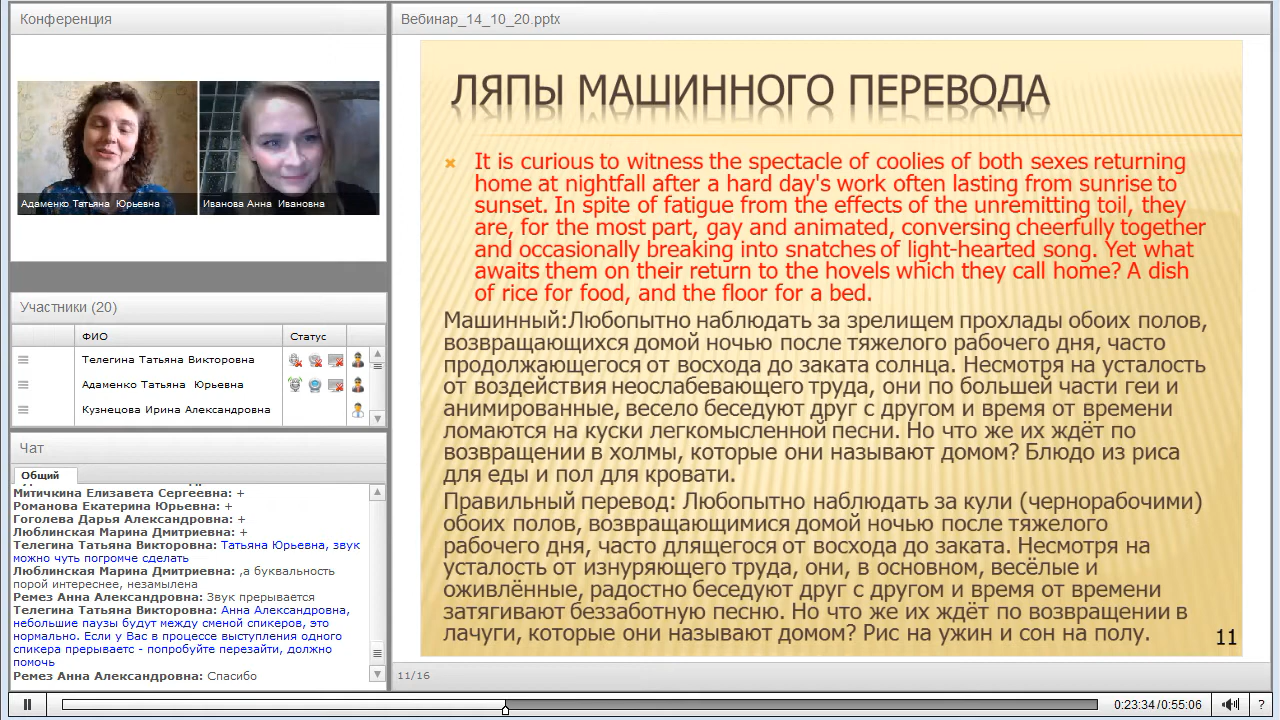 Конференция
Адаменко Татьяна Юрьевна
Иванова Анна Ивановна
Участники (20)
ФИО Статус
Телегина Татьяна Викторовна
Адаменко Татьяна Юрьевна
Кузнецова Ирина Александровна
Чат
Общий
Митичкина Елизавета Сергеевна: +
Романова Екатерина Юрьевна: +
Гоголева Дарья Александровна: +
Люблинская Марина Дмитриевна: +
Телегина Татьяна Викторовна: Татьяна Юрьевна, звук
можно чуть погромче сделать
Люблинская Марина Дмитриевна: ,а буквальность
порой интереснее, незамылена
Ремез Анна Александровна: Звук прерывается
Телегина Татьяна Викторовна: Анна Александровна,
небольшие паузы будут между сменой спикеров, это
нормально. Если у Вас в процессе выступления одного
спикера прерываетс - попробуйте перезайти, должно
помочь
Ремез Анна Александровна: Спасибо
Вебинар_14_10_20.pptx
ЛЯПЫ МАШИННОГО ПЕРЕВОДА
It is curious to witness the spectacle of coolies of both sexes returning
home at nightfall after a hard day's work often lasting from sunrise to
sunset. In spite of fatigue from the effects of the unremitting toil, they
are, for the most part, gay and animated, conversing cheerfully together
and occasionally breaking into snatches of light-hearted song. Yet what
awaits them on their return to the hovels which they call home? A dish
of rice for food, and the floor for a bed.
Машинный:Любопытно наблюдать за зрелищем прохлады обоих полов,
возвращающихся домой ночью после тяжелого рабочего дня, часто
продолжающегося от восхода до заката солнца. Несмотря на усталость
от воздействия неослабевающего труда, они по большей части геи и
анимированные, весело беседуют друг с другом и время от времени
ломаются на куски легкомысленной песни. Но что же их ждёт по
возвращении в холмы, которые они называют домом? Блюдо из риса
для еды и пол для кровати.
Правильный перевод: Любопытно наблюдать за кули (чернорабочими)
обоих полов, возвращающимися домой ночью после тяжелого
рабочего дня, часто длящегося от восхода до заката. Несмотря на
усталость от изнуряющего труда, они, в основном, весёлые и
оживлённые, радостно беседуют друг с другом и время от времени
затягивают беззаботную песню. Но что же их ждёт по возвращении в
лачуги, которые они называют домом? Рис на ужин и сон на полу.
11
11/16
0:23:34/0:55:06
?